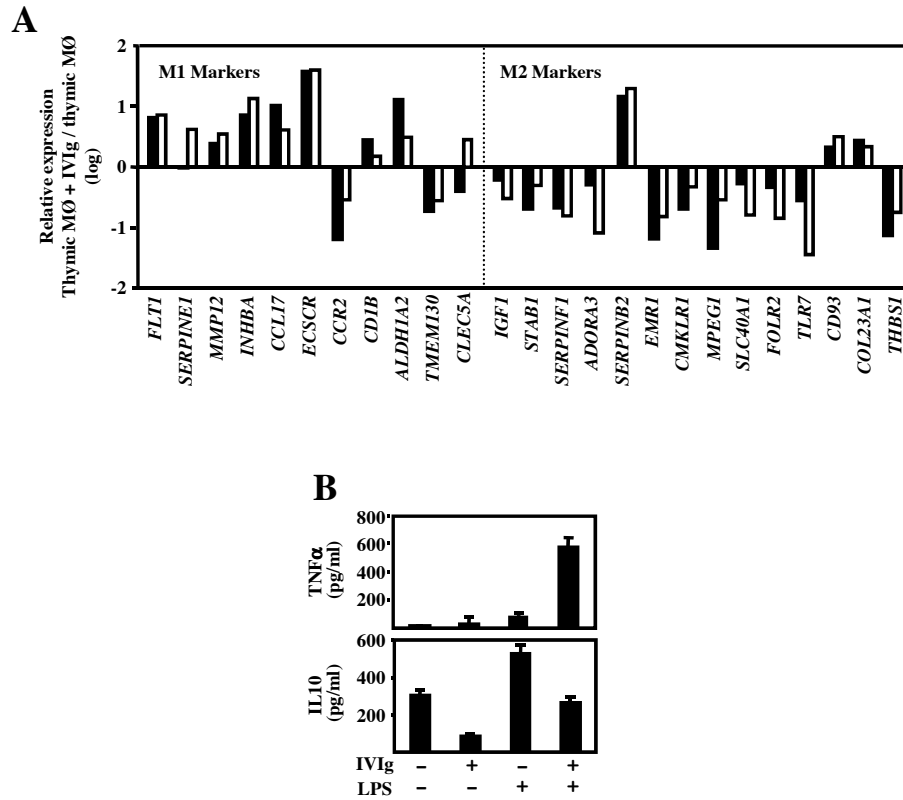 A
Relative expression
Thymic MØ + IVIg / thymic MØ
(log)
2
1
0
-1
-2
M1 Markers
M2 Markers
FLT1
SERPINE1
MMP12
INHBA
CCL17
ECSCR
CCR2
CD1B
ALDH1A2
TMEM130
CLEC5A
IGF1
STAB1
SERPINF1
ADORA3
SERPINB2
EMR1
CMKLR1
MPEG1
SLC40A1
FOLR2
TLR7
CD93
COL23A1
THBS1
B
TNFα
(pg/ml)
800
600
400
200
IL10
(pg/ml)
600
400
200
IVIg – + – +
LPS – – + +